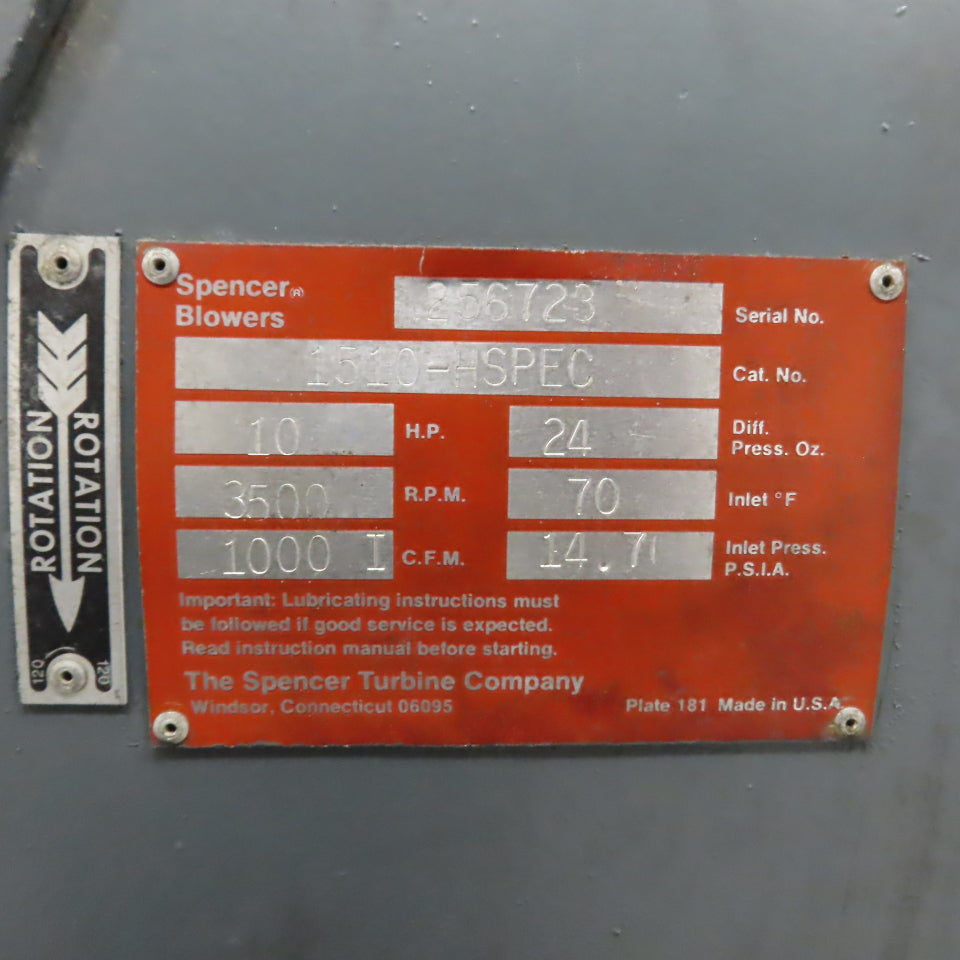 Spencer®
Blowers
256723 Serial No.
1510-HSPEC Cat. No.
10 H.P. 24 Diff. Press. Oz.
3500 R.P.M. 70 Inlet °F
1000 I C.F.M. 14.7 Inlet Press. P.S.I.A.
Important: Lubricating instructions must
be followed if good service is expected.
Read instruction manual before starting.
The Spencer Turbine Company
Windsor, Connecticut 06095 Plate 181 Made in U.S.A.
ROTATION
ROTATION
120
120